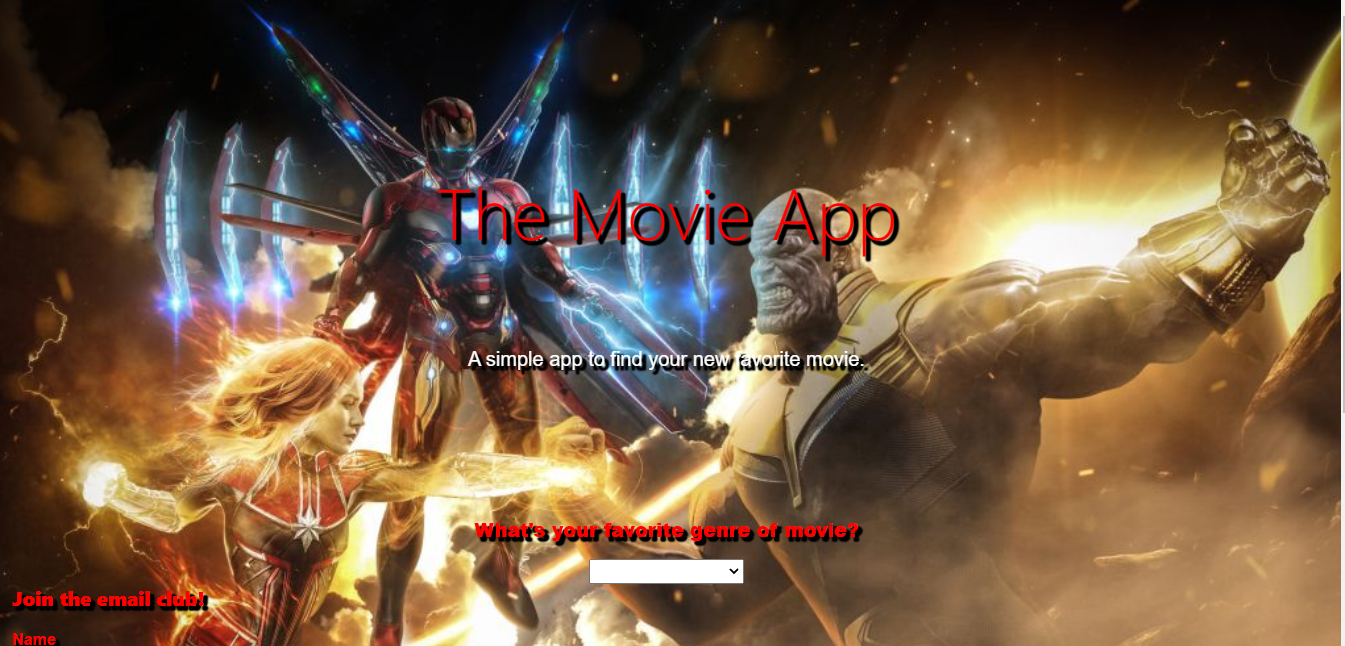 The Movie App
A simple app to find your new favorite movie.
What's your favorite genre of movie?
Join the email club!
Name